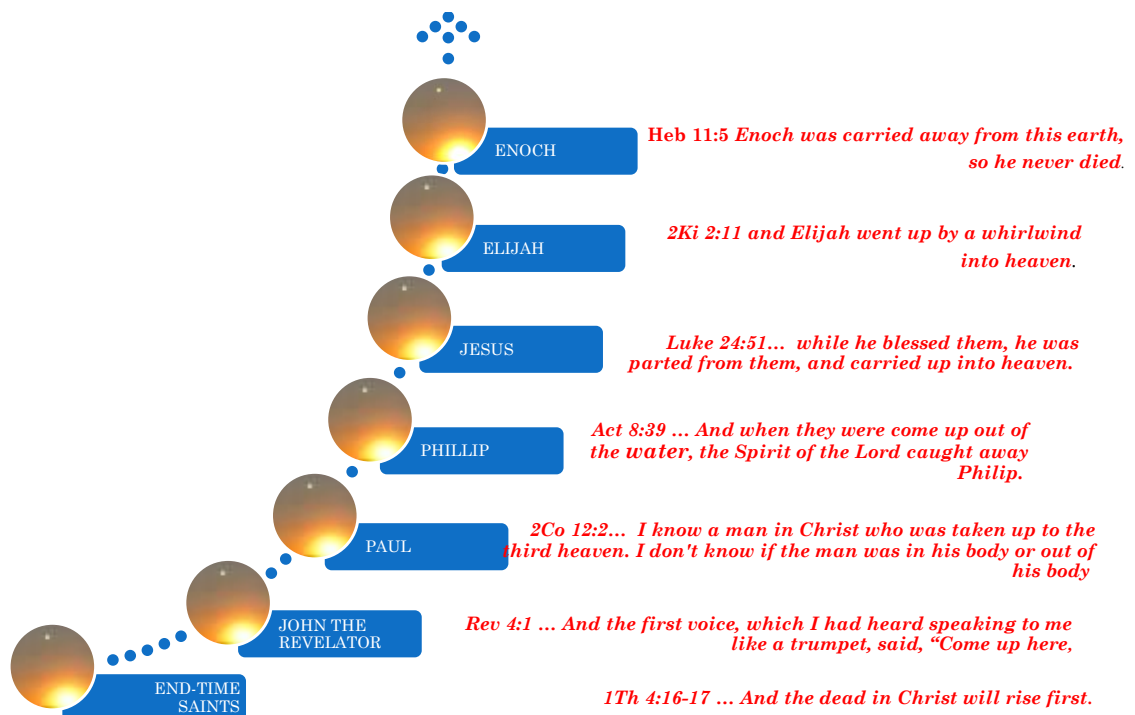 ENOCH
Heb 11:5 Enoch was carried away from this earth,
so he never died.
ELIJAH
2Ki 2:11 and Elijah went up by a whirlwind
into heaven.
JESUS
Luke 24:51... while he blessed them, he was
parted from them, and carried up into heaven.
PHILLIP
Act 8:39 ... And when they were come up out of
the water, the Spirit of the Lord caught away
Philip.
PAUL
2Co 12:2... I know a man in Christ who was taken up to the
third heaven. I don't know if the man was in his body or out of
his body
JOHN THE
REVELATOR
Rev 4:1 ... And the first voice, which I had heard speaking to me
like a trumpet, said, “Come up here,
END-TIME
SAINTS
1Th 4:16-17 ... And the dead in Christ will rise first.